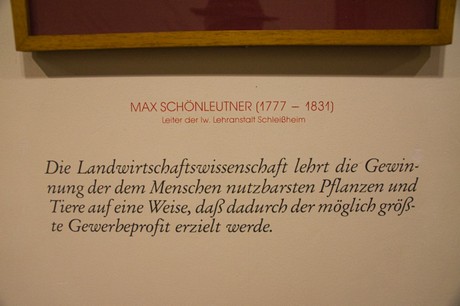 MAX SCHÖNLEUTNER (1777 – 1831)
Leiter der lw. Lehranstalt Schleißheim
Die Landwirtschaftswissenschaft lehrt die Gewin-
nung der dem Menschen nutzbarsten Pflanzen und
Tiere auf eine Weise, daß dadurch der möglich größ-
te Gewerbeprofit erzielt werde.